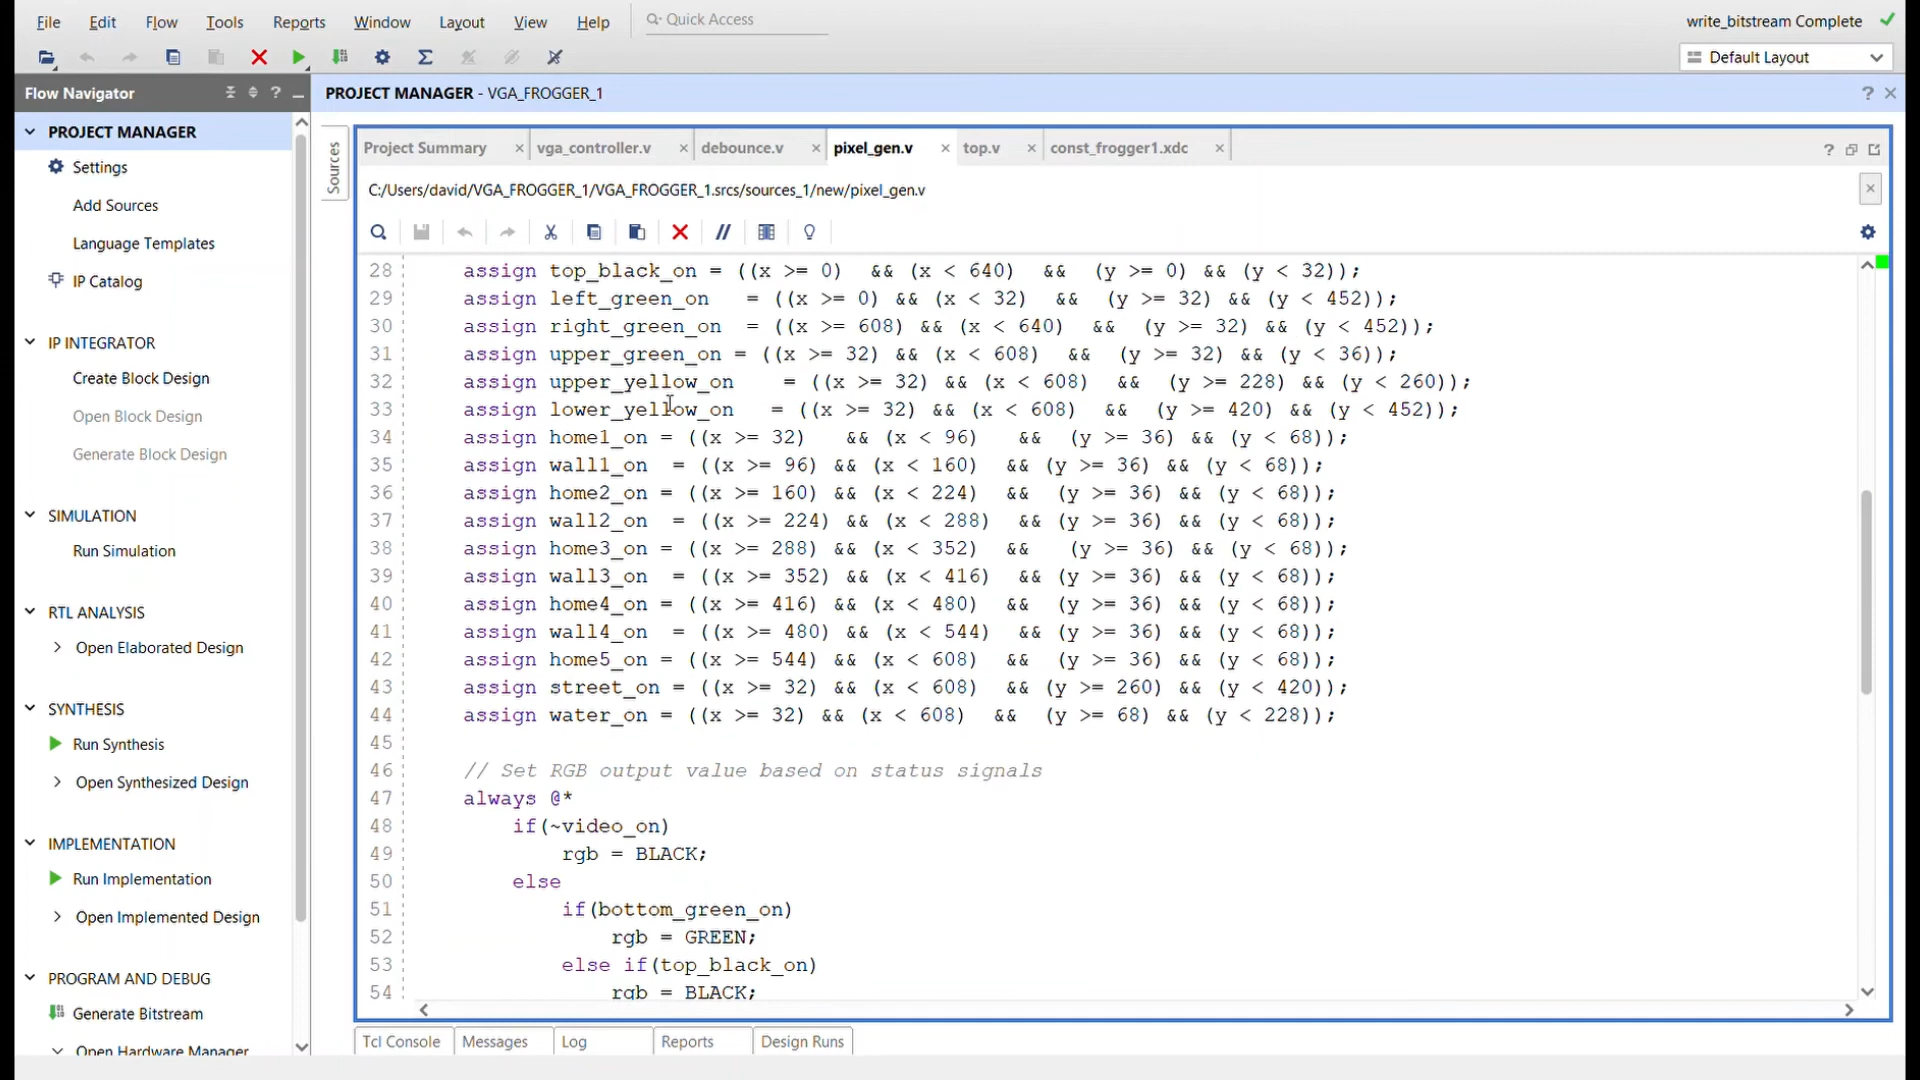 File Edit Flow Tools Reports Window Layout View Help Quick Access write_bitstream Complete
Default Layout
Flow Navigator ? PROJECT MANAGER - VGA_FROGGER_1 ?
PROJECT MANAGER
Settings
Add Sources
Language Templates
IP Catalog
IP INTEGRATOR
Create Block Design
Open Block Design
Generate Block Design
SIMULATION
Run Simulation
RTL ANALYSIS
Open Elaborated Design
SYNTHESIS
Run Synthesis
Open Synthesized Design
IMPLEMENTATION
Run Implementation
Open Implemented Design
PROGRAM AND DEBUG
Generate Bitstream
Open Hardware Manager
Sources
Project Summary × vga_controller.v × debounce.v × pixel_gen.v × top.v × const_frogger1.xdc × ?
C:/Users/david/VGA_FROGGER_1/VGA_FROGGER_1.srcs/sources_1/new/pixel_gen.v
28 assign top_black_on = ((x >= 0) && (x < 640) && (y >= 0) && (y < 32));
29 assign left_green_on = ((x >= 0) && (x < 32) && (y >= 32) && (y < 452));
30 assign right_green_on = ((x >= 608) && (x < 640) && (y >= 32) && (y < 452));
31 assign upper_green_on = ((x >= 32) && (x < 608) && (y >= 32) && (y < 36));
32 assign upper_yellow_on = ((x >= 32) && (x < 608) && (y >= 228) && (y < 260));
33 assign lower_yellow_on = ((x >= 32) && (x < 608) && (y >= 420) && (y < 452));
34 assign home1_on = ((x >= 32) && (x < 96) && (y >= 36) && (y < 68));
35 assign wall1_on = ((x >= 96) && (x < 160) && (y >= 36) && (y < 68));
36 assign home2_on = ((x >= 160) && (x < 224) && (y >= 36) && (y < 68));
37 assign wall2_on = ((x >= 224) && (x < 288) && (y >= 36) && (y < 68));
38 assign home3_on = ((x >= 288) && (x < 352) && (y >= 36) && (y < 68));
39 assign wall3_on = ((x >= 352) && (x < 416) && (y >= 36) && (y < 68));
40 assign home4_on = ((x >= 416) && (x < 480) && (y >= 36) && (y < 68));
41 assign wall4_on = ((x >= 480) && (x < 544) && (y >= 36) && (y < 68));
42 assign home5_on = ((x >= 544) && (x < 608) && (y >= 36) && (y < 68));
43 assign street_on = ((x >= 32) && (x < 608) && (y >= 260) && (y < 420));
44 assign water_on = ((x >= 32) && (x < 608) && (y >= 68) && (y < 228));
45
46 // Set RGB output value based on status signals
47 always @*
48 if(~video_on)
49 rgb = BLACK;
50 else
51 if(bottom_green_on)
52 rgb = GREEN;
53 else if(top_black_on)
54 rgb = BLACK;
Tcl Console Messages Log Reports Design Runs